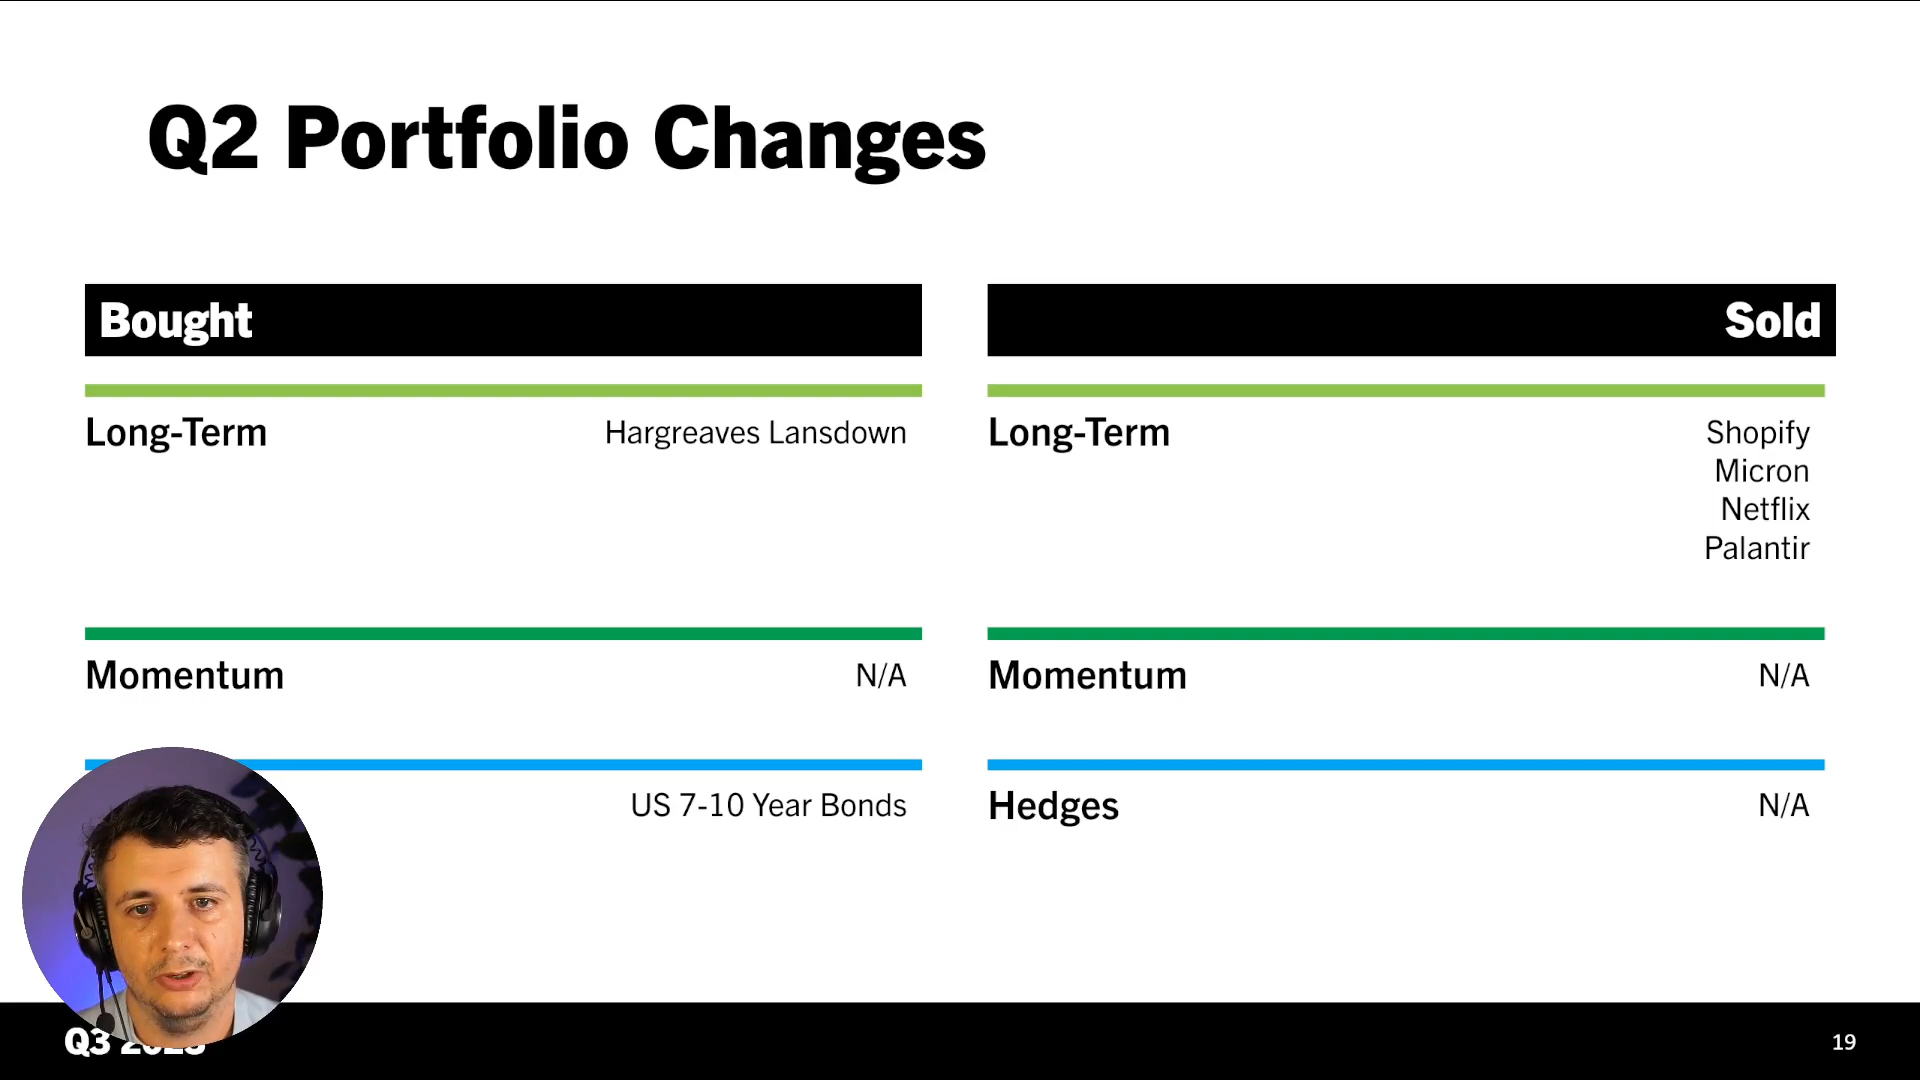 Q2 Portfolio Changes
Bought
Long-Term Hargreaves Lansdown
Momentum N/A
US 7-10 Year Bonds
Sold
Long-Term Shopify
Micron
Netflix
Palantir
Momentum N/A
Hedges N/A
Q3
19